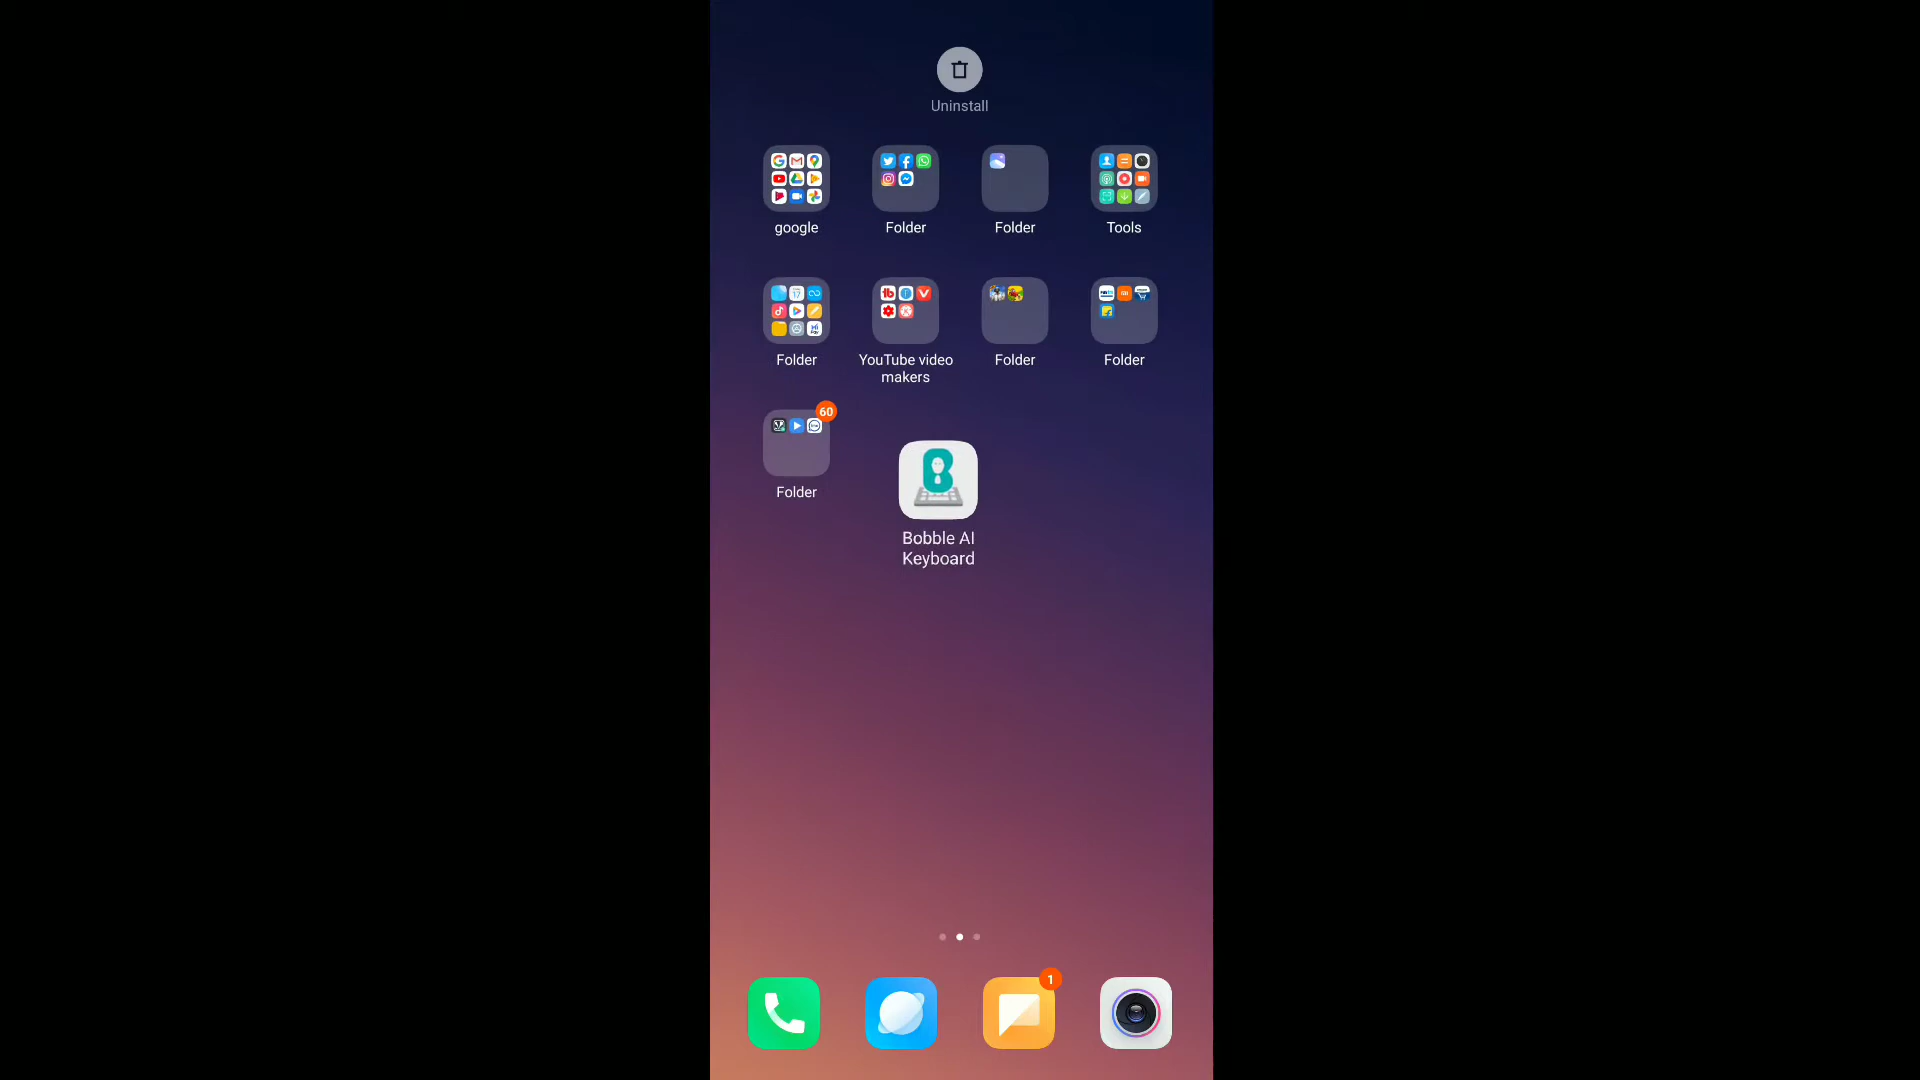 Uninstall
google
Folder
Folder
Tools
Folder
YouTube video
makers
Folder
Folder
60
Folder
B
Bobble AI
Keyboard
1